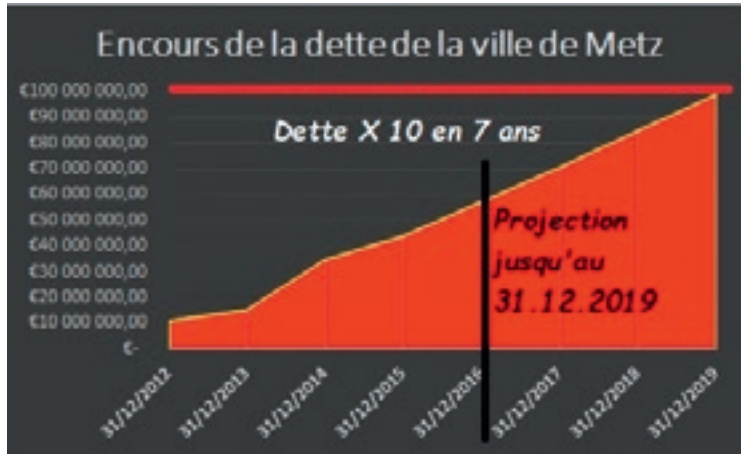 Encours de la dette de la ville de Metz
€100 000 000,00
€90 000 000,00
€80 000 000,00
€70 000 000,00
€60 000 000,00
€50 000 000,00
€40 000 000,00
€30 000 000,00
€20 000 000,00
€10 000 000,00
€-
Dette X 10 en 7 ans
Projection
jusqu'au
31.12.2019
31/12/2012
31/12/2013
31/12/2014
31/12/2015
31/12/2016
31/12/2017
31/12/2018
31/12/2019